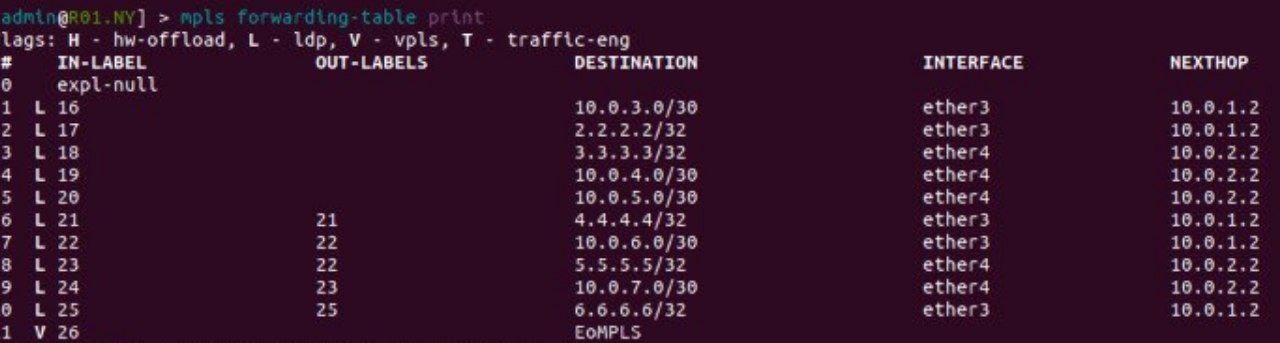 admin@R01.NY] > mpls forwarding-table print
lags: H - hw-offload, L - ldp, V - vpls, T - traffic-eng
#    IN-LABEL    OUT-LABELS    DESTINATION    INTERFACE    NEXTHOP
0    expl-null
1  L 16    10.0.3.0/30    ether3    10.0.1.2
2  L 17    2.2.2.2/32    ether3    10.0.1.2
3  L 18    3.3.3.3/32    ether4    10.0.2.2
4  L 19    10.0.4.0/30    ether4    10.0.2.2
5  L 20    10.0.5.0/30    ether4    10.0.2.2
6  L 21    21    4.4.4.4/32    ether3    10.0.1.2
7  L 22    22    10.0.6.0/30    ether3    10.0.1.2
8  L 23    22    5.5.5.5/32    ether4    10.0.2.2
9  L 24    23    10.0.7.0/30    ether4    10.0.2.2
0  L 25    25    6.6.6.6/32    ether3    10.0.1.2
1  V 26    EoMPLS